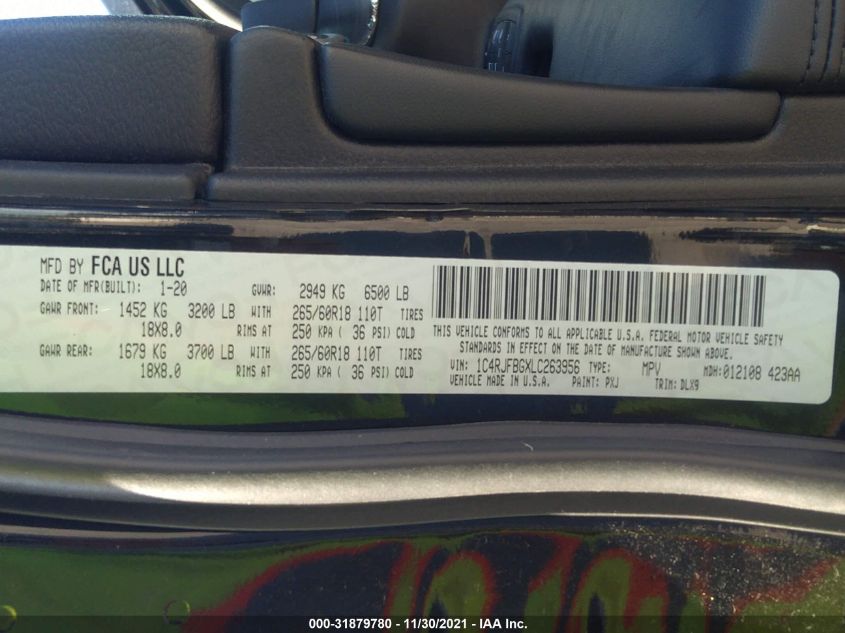 MFD BY FCA US LLC
DATE OF MFR(BUILT): 1-20 GVWR: 2949 KG 6500 LB
GAWR FRONT: 1452 KG 3200 LB WITH 265/60R18 110T TIRES
18X8.0 RIMS AT 250 KPA ( 36 PSI) COLD
GAWR REAR: 1679 KG 3700 LB WITH 265/60R18 110T TIRES
18X8.0 RIMS AT 250 KPA ( 36 PSI) COLD
THIS VEHICLE CONFORMS TO ALL APPLICABLE U.S.A. FEDERAL MOTOR VEHICLE SAFETY
STANDARDS IN EFFECT ON THE DATE OF MANUFACTURE SHOWN ABOVE.
VIN: 1C4RJFBGXLC263956 TYPE: MPV MDH:012108 423AA
VEHICLE MADE IN U.S.A. PAINT: PXJ TRIM: DLX9
000-31879780 - 11/30/2021 - IAA Inc.